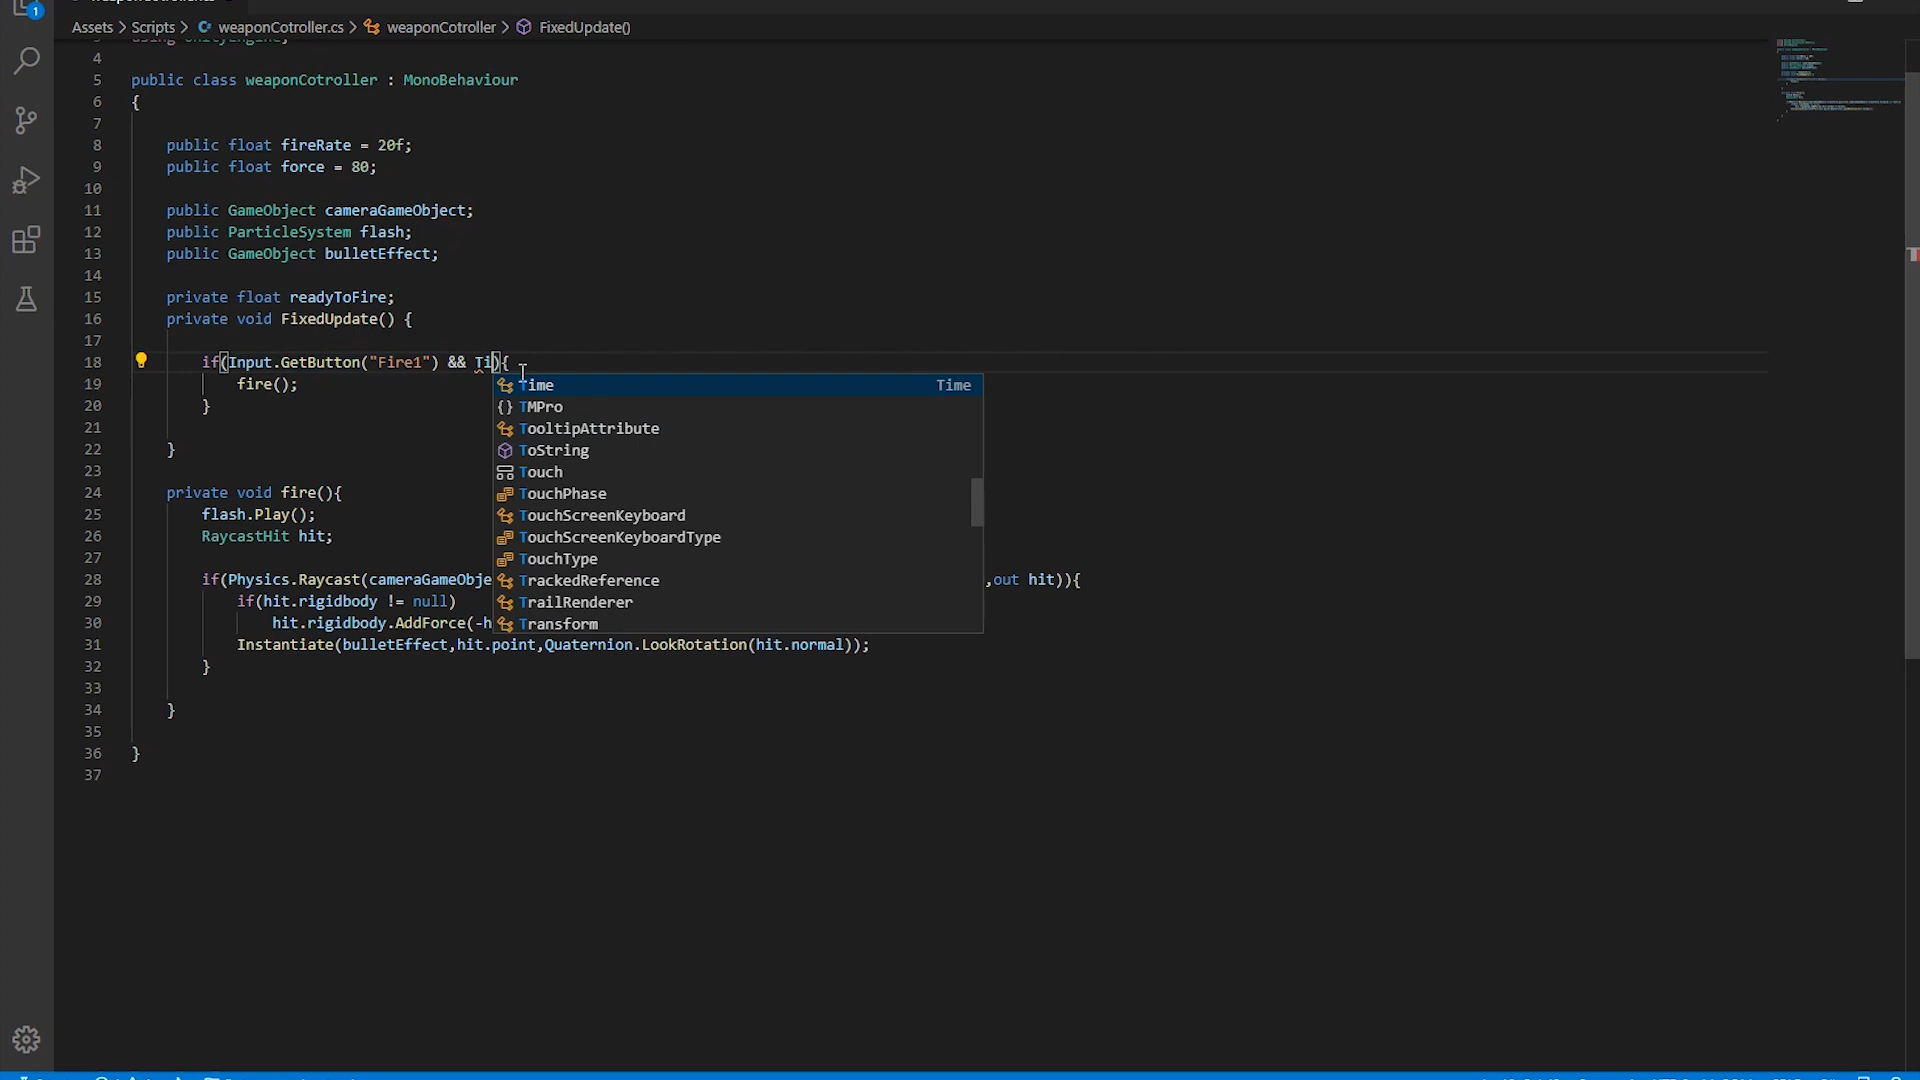 1
Assets > Scripts > weaponCotroller.cs > weaponCotroller > FixedUpdate()
4
5 public class weaponCotroller : MonoBehaviour
6 {
7
8 public float fireRate = 20f;
9 public float force = 80;
10
11 public GameObject cameraGameObject;
12 public ParticleSystem flash;
13 public GameObject bulletEffect;
14
15 private float readyToFire;
16 private void FixedUpdate() {
17
18 if(Input.GetButton("Fire1") && Ti){
19 fire();
Time Time
20 }
TMPro
21
TooltipAttribute
22 }
ToString
23
Touch
24 private void fire(){
TouchPhase
25 flash.Play();
TouchScreenKeyboard
26 RaycastHit hit;
TouchScreenKeyboardType
27
TouchType
28 if(Physics.Raycast(cameraGameObje
TrackedReference
,out hit)){
29 if(hit.rigidbody != null)
TrailRenderer
30 hit.rigidbody.AddForce(-h
Transform
31 Instantiate(bulletEffect,hit.point,Quaternion.LookRotation(hit.normal));
32 }
33
34 }
35
36 }
37